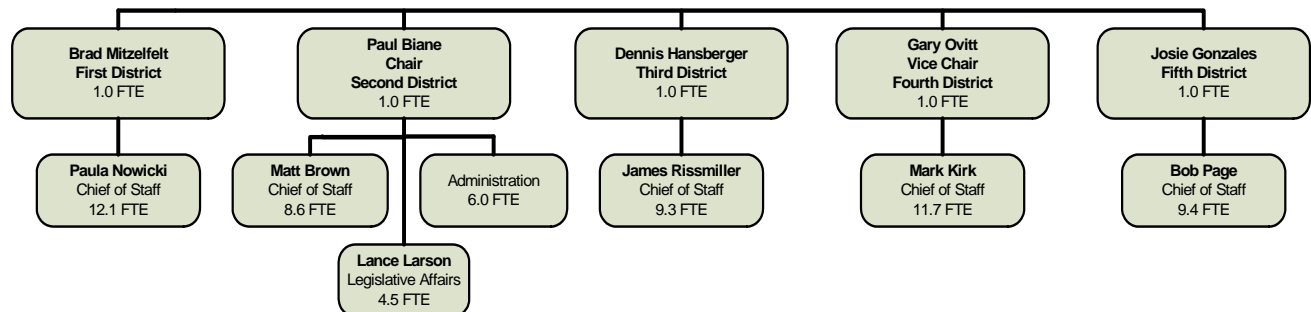 Brad Mitzelfelt
First District
1.0 FTE
Paul Biane
Chair
Second District
1.0 FTE
Dennis Hansberger
Third District
1.0 FTE
Gary Ovitt
Vice Chair
Fourth District
1.0 FTE
Josie Gonzales
Fifth District
1.0 FTE
Paula Nowicki
Chief of Staff
12.1 FTE
Matt Brown
Chief of Staff
8.6 FTE
Administration
6.0 FTE
James Rissmiller
Chief of Staff
9.3 FTE
Mark Kirk
Chief of Staff
11.7 FTE
Bob Page
Chief of Staff
9.4 FTE
Lance Larson
Legislative Affairs
4.5 FTE